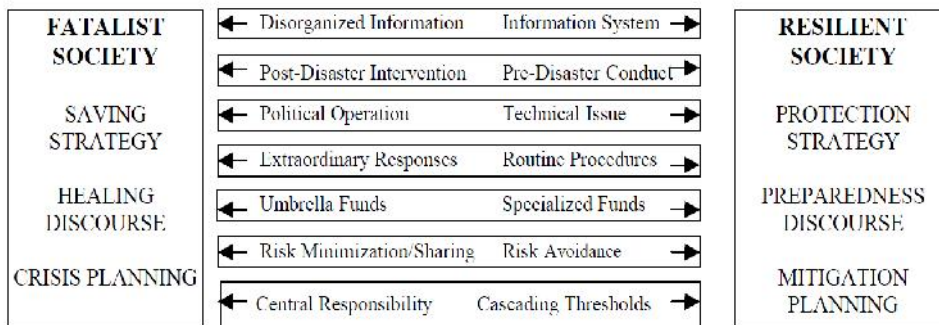 FATALIST
SOCIETY
SAVING
STRATEGY
HEALING
DISCOURSE
CRISIS PLANNING
Disorganized Information Information System
Post-Disaster Intervention Pre-Disaster Conduct
Political Operation Technical Issue
Extraordinary Responses Routine Procedures
Umbrella Funds Specialized Funds
Risk Minimization/Sharing Risk Avoidance
Central Responsibility Cascading Thresholds
RESILIENT
SOCIETY
PROTECTION
STRATEGY
PREPAREDNESS
DISCOURSE
MITIGATION
PLANNING